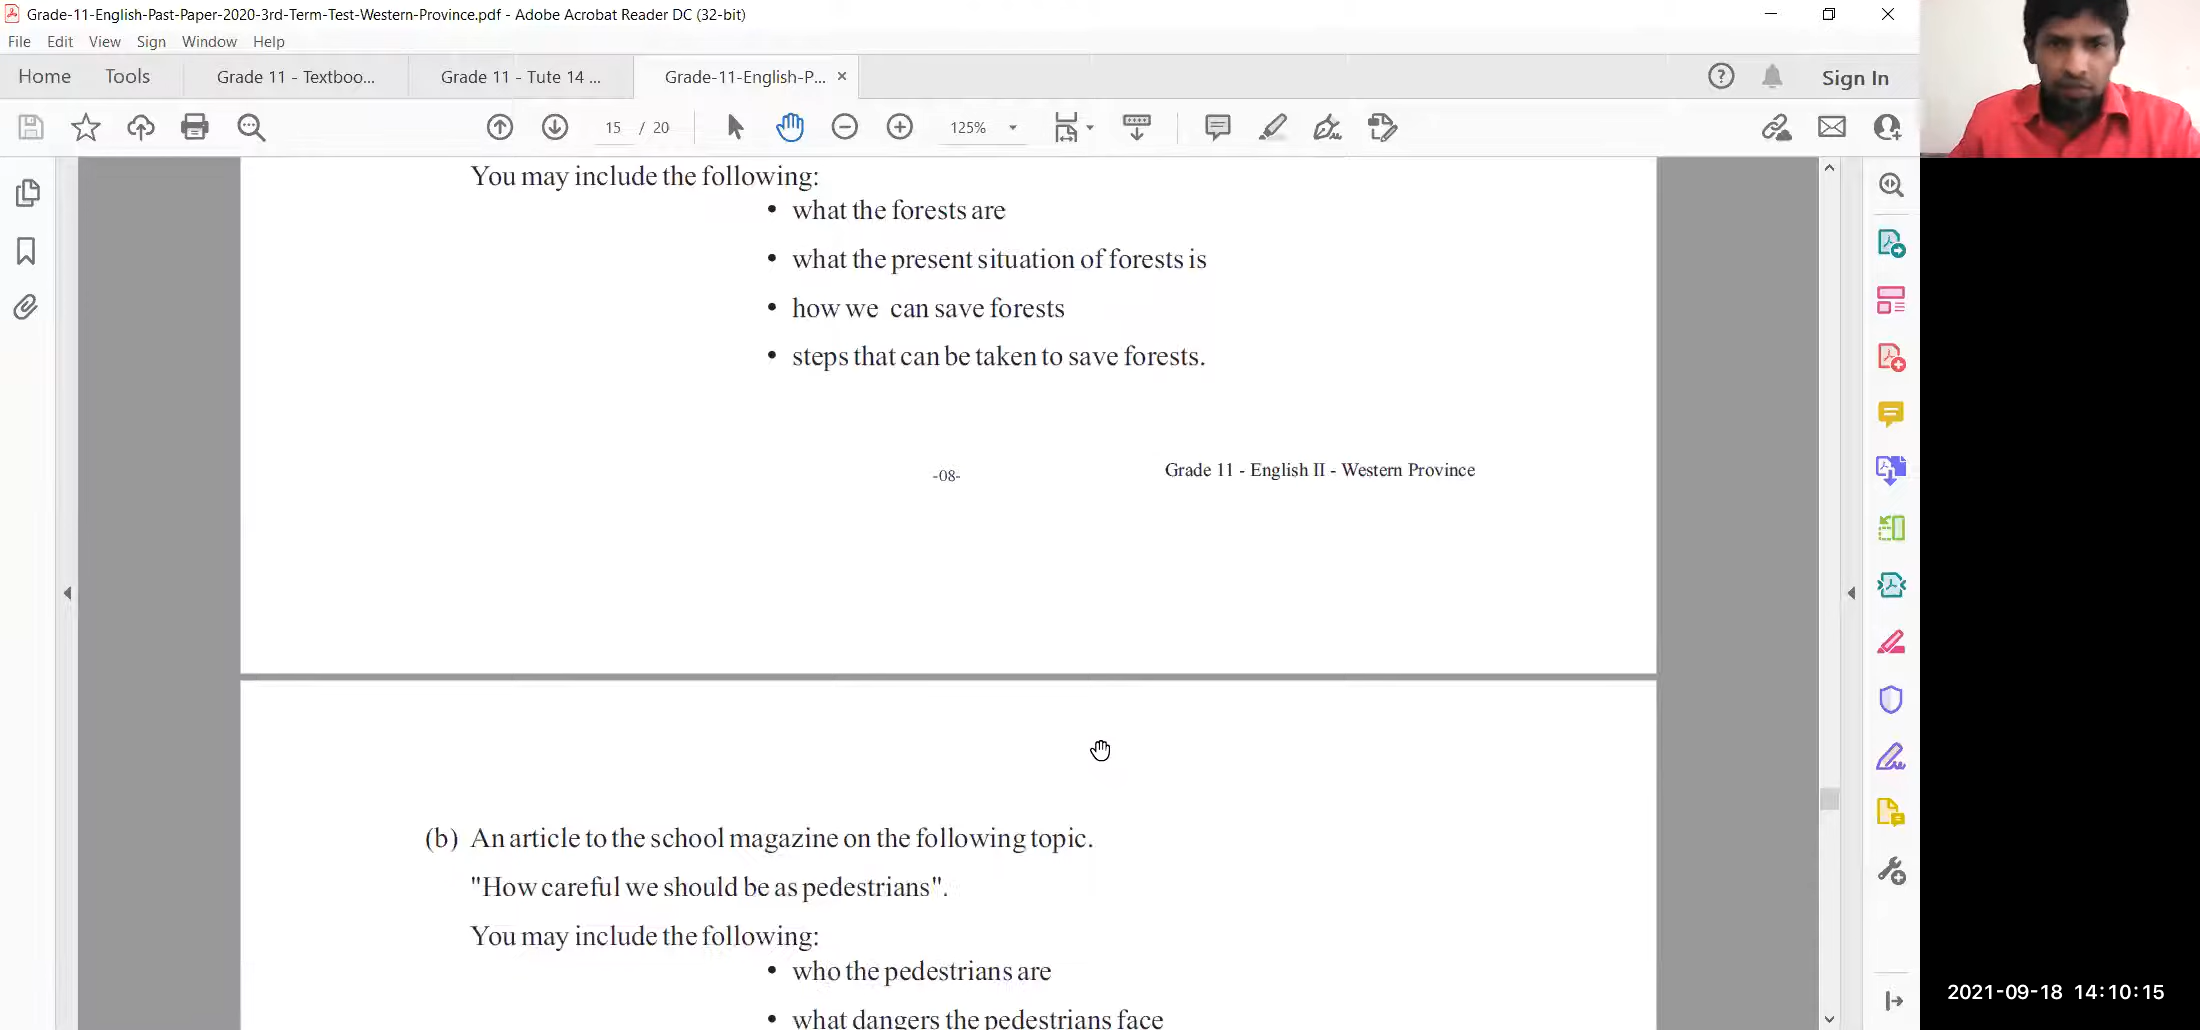 Grade-11-English-Past-Paper-2020-3rd-Term-Test-Western-Province.pdf - Adobe Acrobat Reader DC (32-bit)
File Edit View Sign Window Help
Home Tools Grade 11 - Textboo... Grade 11 - Tute 14 ... Grade-11-English-P... × Sign In
15 / 20 125%
You may include the following:
• what the forests are
• what the present situation of forests is
• how we can save forests
• steps that can be taken to save forests.
-08- Grade 11 - English II - Western Province
(b) An article to the school magazine on the following topic.
"How careful we should be as pedestrians".
You may include the following:
• who the pedestrians are
• what dangers the pedestrians face
2021-09-18 14:10:15